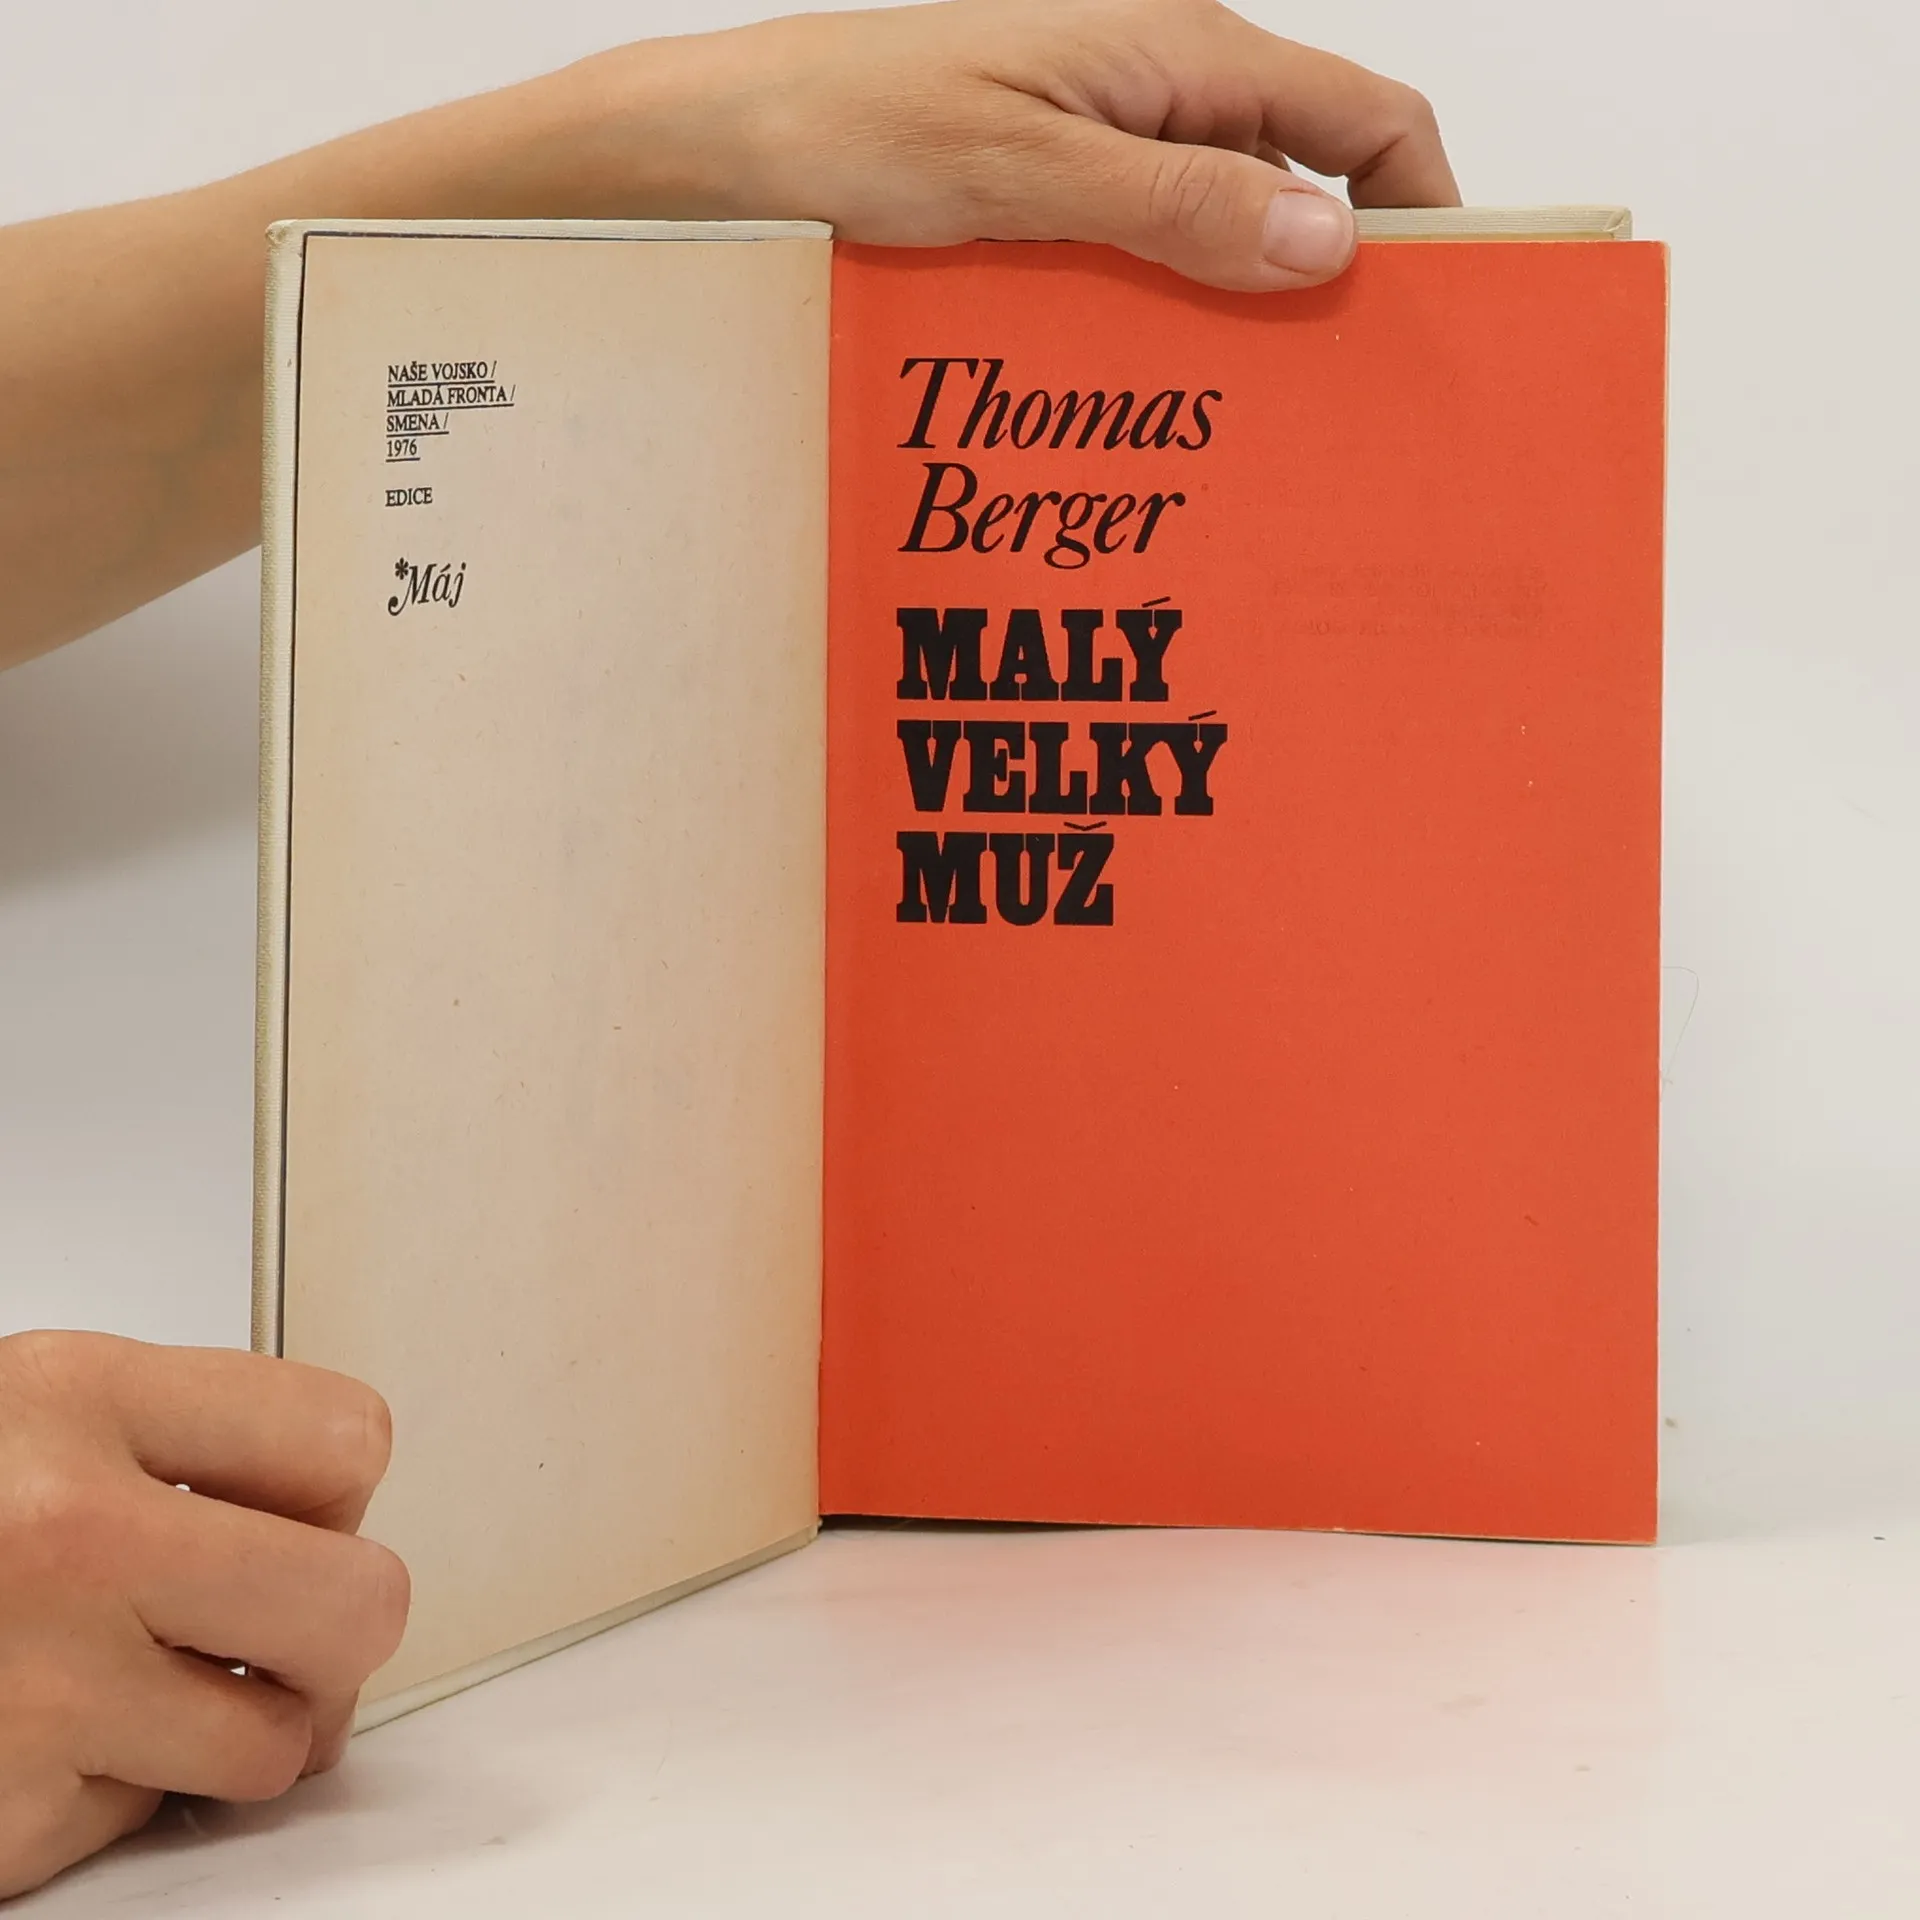 NAŠE VOJSKO /
MLADÁ FRONTA /
SMENA /
1976
EDICE
*Máj
Thomas
Berger
MALÝ
VELKÝ
MUŽ